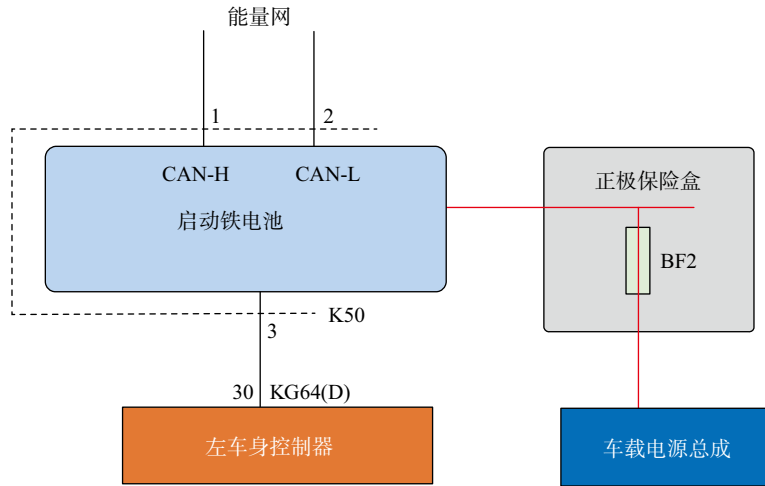 能量网
1
2
CAN-H
CAN-L
启动铁电池
正极保险盒
BF2
K50
3
30
KG64(D)
左车身控制器
车载电源总成